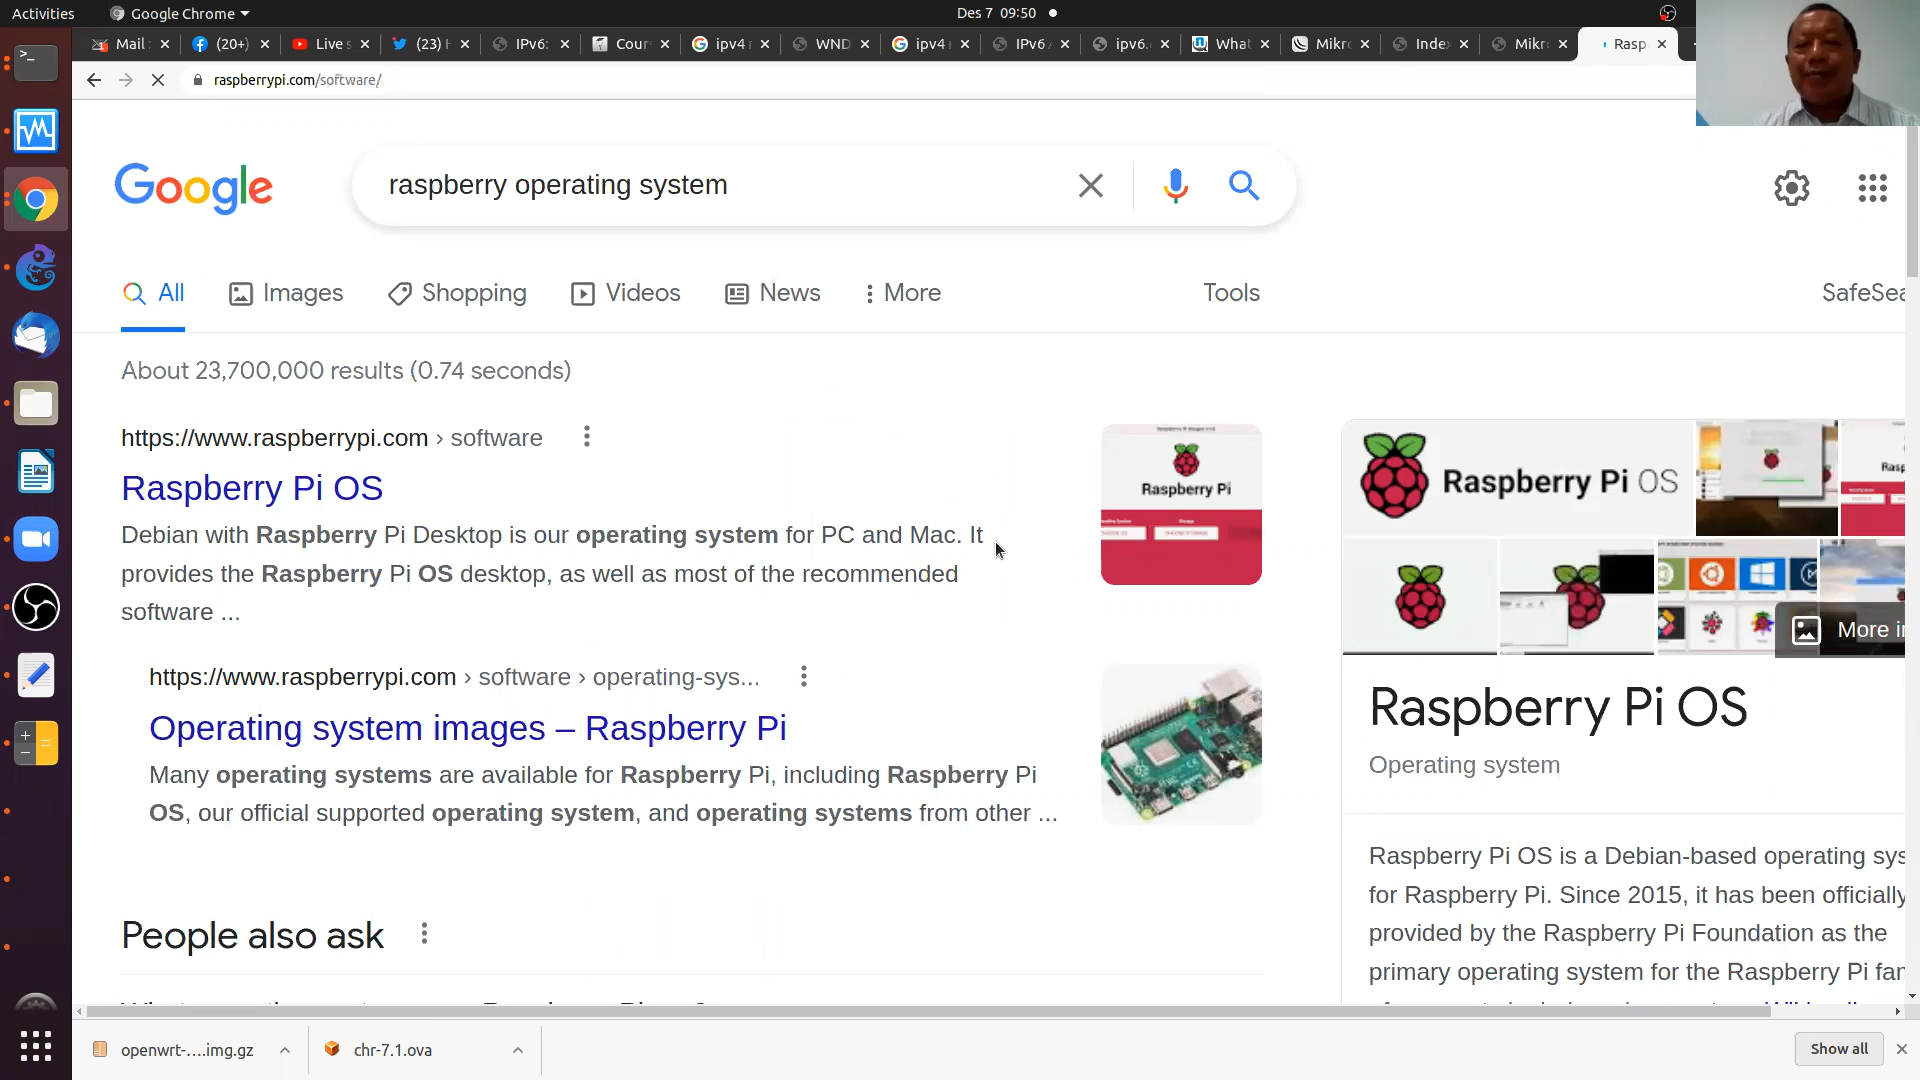 Activities
Google Chrome
Des 7 09:50
Mail
(20+)
Live s
(23)
IPv6:
Cour
ipv4 r
WND
ipv4
IPv6
ipv6.
What
Mikr
Inde
Mikr
Rasp
raspberrypi.com/software/
Google
raspberry operating system
All
Images
Shopping
Videos
News
More
Tools
SafeSea
About 23,700,000 results (0.74 seconds)
https://www.raspberrypi.com › software
Raspberry Pi OS
Debian with Raspberry Pi Desktop is our operating system for PC and Mac. It
provides the Raspberry Pi OS desktop, as well as most of the recommended
software ...
Raspberry Pi
https://www.raspberrypi.com › software › operating-sys...
Operating system images – Raspberry Pi
Many operating systems are available for Raspberry Pi, including Raspberry Pi
OS, our official supported operating system, and operating systems from other ...
People also ask
Raspberry Pi OS
More
Raspberry Pi OS
Operating system
Raspberry Pi OS is a Debian-based operating sys
for Raspberry Pi. Since 2015, it has been officially
provided by the Raspberry Pi Foundation as the
primary operating system for the Raspberry Pi fam
openwrt-....img.gz
chr-7.1.ova
Show all